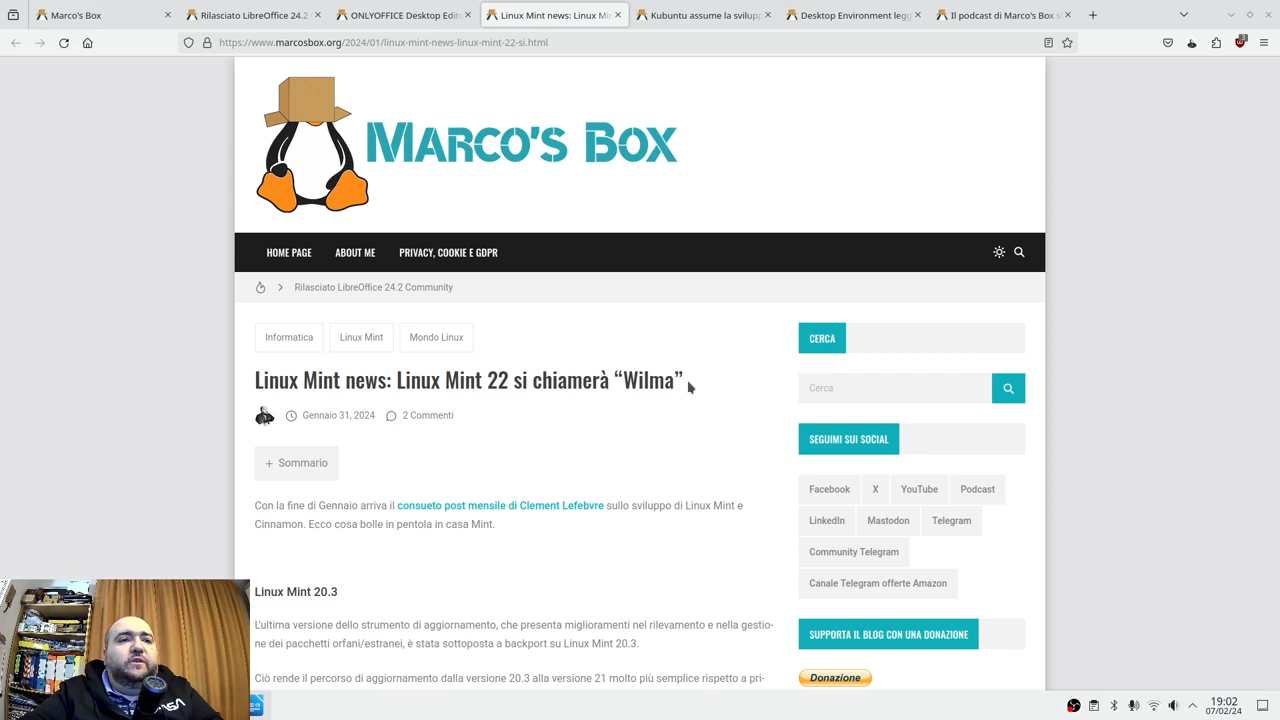 Marco's Box
Rilasciato LibreOffice 24.2
ONLYOFFICE Desktop Edit
Linux Mint news: Linux Min
Kubuntu assume la svilupp
Desktop Environment legg
Il podcast di Marco's Box s
https://www.marcosbox.org/2024/01/linux-mint-news-linux-mint-22-si.html
MARCO'S BOX
HOME PAGE
ABOUT ME
PRIVACY, COOKIE E GDPR
Rilasciato LibreOffice 24.2 Community
Informatica
Linux Mint
Mondo Linux
Linux Mint news: Linux Mint 22 si chiamerà “Wilma”
Gennaio 31, 2024
2 Commenti
+ Sommario
Con la fine di Gennaio arriva il consueto post mensile di Clement Lefebvre sullo sviluppo di Linux Mint e
Cinnamon. Ecco cosa bolle in pentola in casa Mint.
Linux Mint 20.3
L'ultima versione dello strumento di aggiornamento, che presenta miglioramenti nel rilevamento e nella gestio-
ne dei pacchetti orfani/estranei, è stata sottoposta a backport su Linux Mint 20.3.
Ciò rende il percorso di aggiornamento dalla versione 20.3 alla versione 21 molto più semplice rispetto a pri-
CERCA
Cerca
SEGUIMI SUI SOCIAL
Facebook
X
YouTube
Podcast
LinkedIn
Mastodon
Telegram
Community Telegram
Canale Telegram offerte Amazon
SUPPORTA IL BLOG CON UNA DONAZIONE
Donazione
19:02
07/02/24